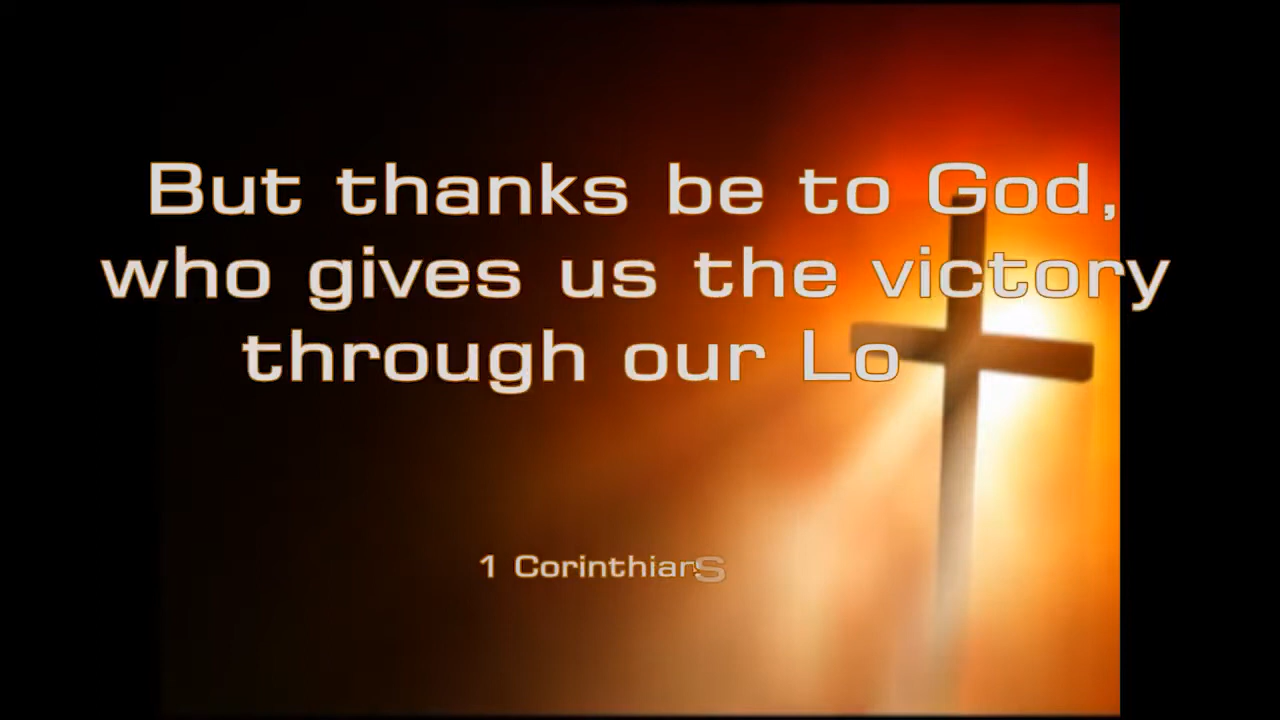 But thanks be to God,
who gives us the victory
through our Lo
1 Corinthians